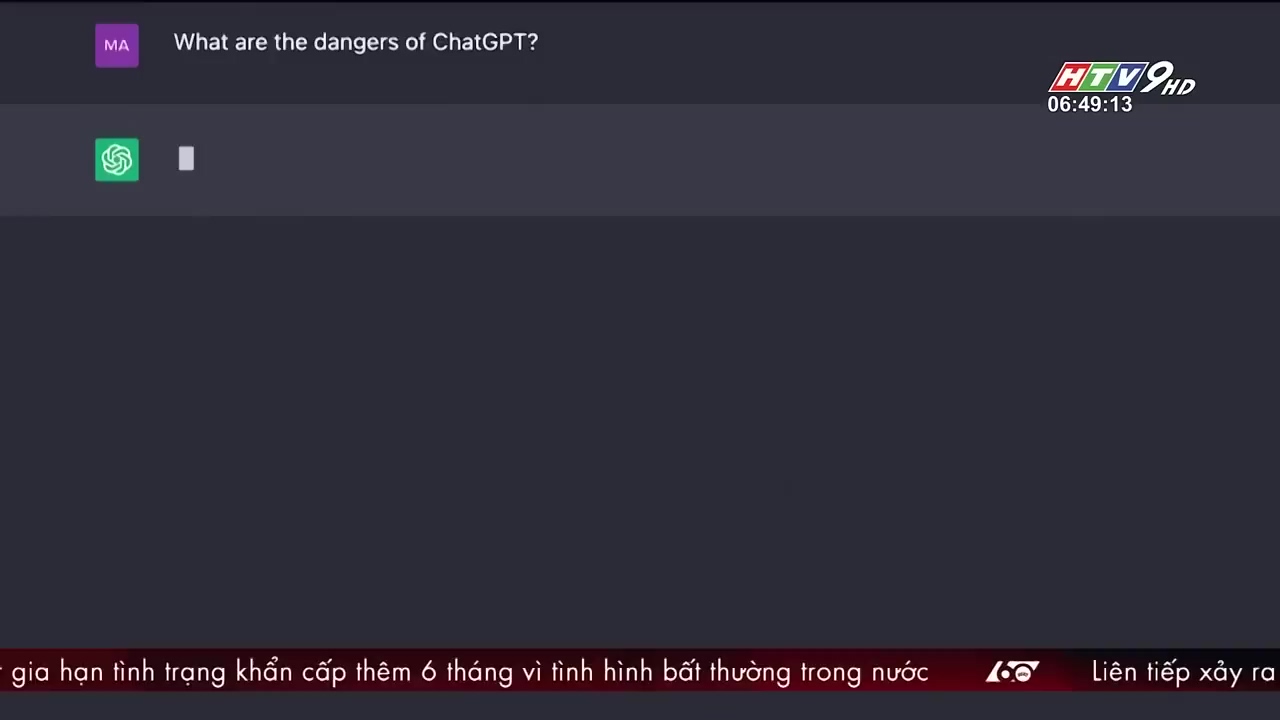 MA
What are the dangers of ChatGPT?
HTV9 HD
06:49:13
gia hạn tình trạng khẩn cấp thêm 6 tháng vì tình hình bất thường trong nước
60
Liên tiếp xảy ra